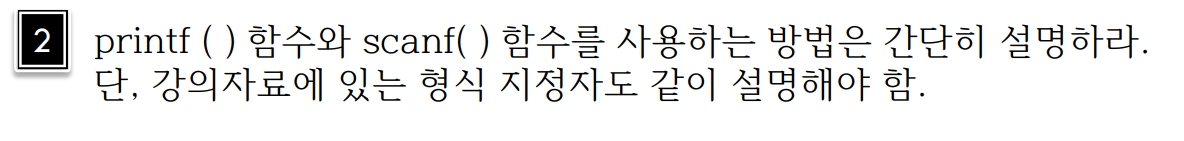 2
printf ( ) 함수와 scanf( ) 함수를 사용하는 방법은 간단히 설명하라.
단, 강의자료에 있는 형식 지정자도 같이 설명해야 함.